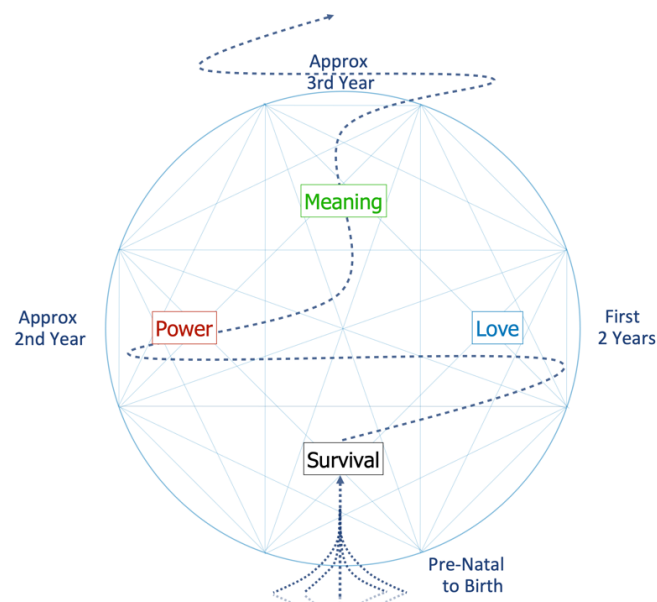 Approx
3rd Year
Meaning
Approx
2nd Year
Power
Love
First
2 Years
Survival
Pre-Natal
to Birth